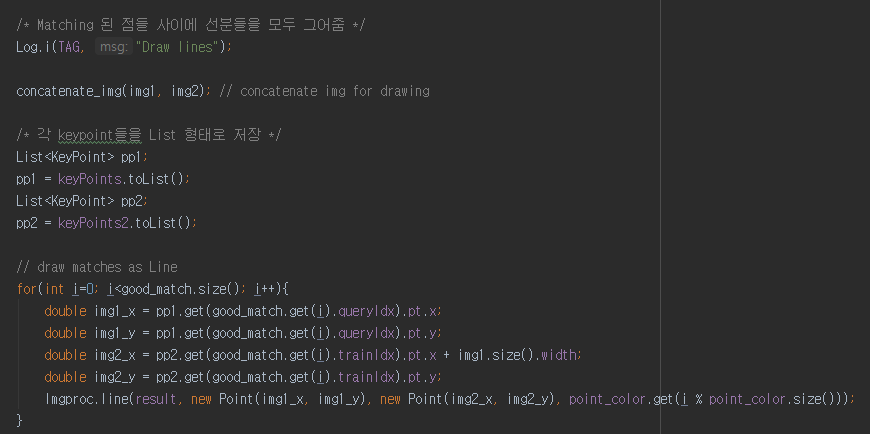 /* Matching 된 점들 사이에 선분들을 모두 그어줌 */
Log.i(TAG, msg: "Draw lines");
concatenate_img(img1, img2); // concatenate img for drawing
/* 각 keypoint들을 List 형태로 저장 */
List<KeyPoint> pp1;
pp1 = keyPoints.toList();
List<KeyPoint> pp2;
pp2 = keyPoints2.toList();
// draw matches as Line
for(int i=0; i<good_match.size(); i++){
double img1_x = pp1.get(good_match.get(i).queryIdx).pt.x;
double img1_y = pp1.get(good_match.get(i).queryIdx).pt.y;
double img2_x = pp2.get(good_match.get(i).trainIdx).pt.x + img1.size().width;
double img2_y = pp2.get(good_match.get(i).trainIdx).pt.y;
Imgproc.line(result, new Point(img1_x, img1_y), new Point(img2_x, img2_y), point_color.get(i % point_color.size()));
}